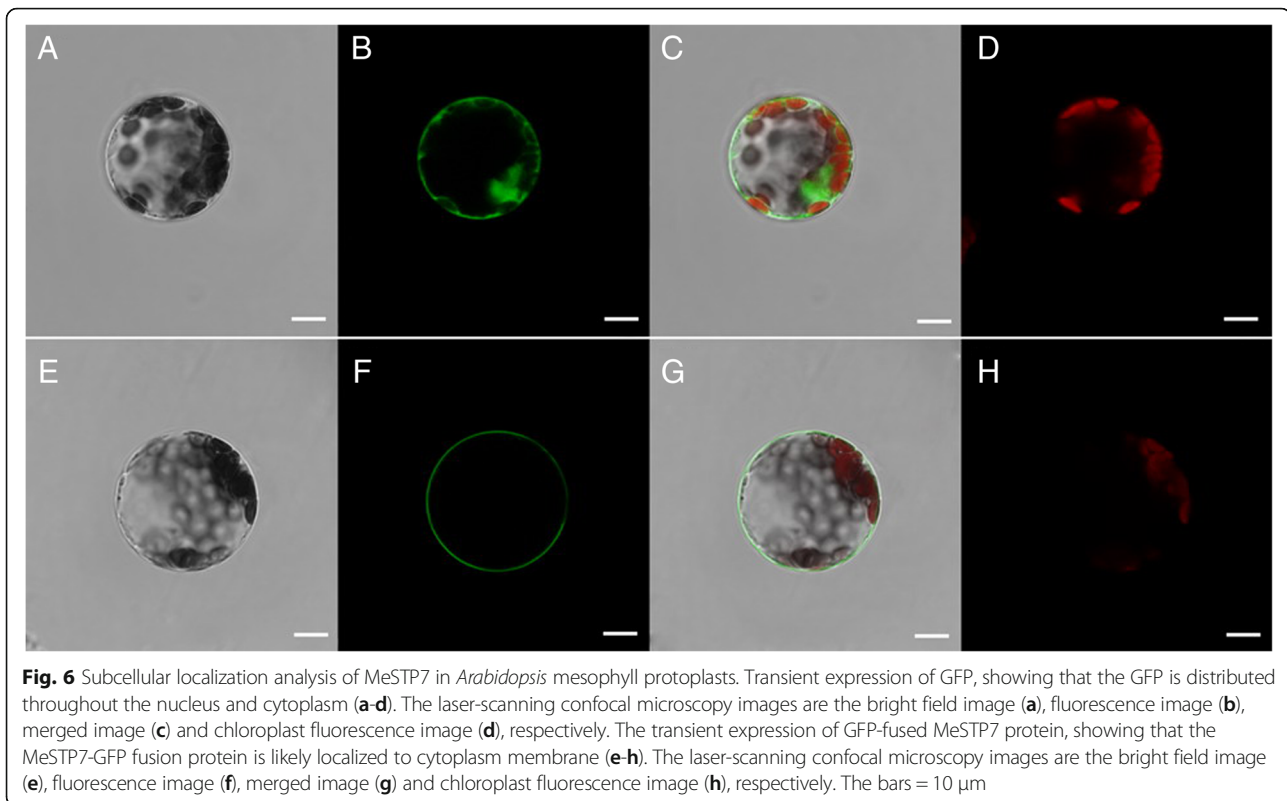 A
B
C
D
E
F
G
H
Fig. 6 Subcellular localization analysis of MeSTP7 in Arabidopsis mesophyll protoplasts. Transient expression of GFP, showing that the GFP is distributed
throughout the nucleus and cytoplasm (a-d). The laser-scanning confocal microscopy images are the bright field image (a), fluorescence image (b),
merged image (c) and chloroplast fluorescence image (d), respectively. The transient expression of GFP-fused MeSTP7 protein, showing that the
MeSTP7-GFP fusion protein is likely localized to cytoplasm membrane (e-h). The laser-scanning confocal microscopy images are the bright field image
(e), fluorescence image (f), merged image (g) and chloroplast fluorescence image (h), respectively. The bars = 10 μm